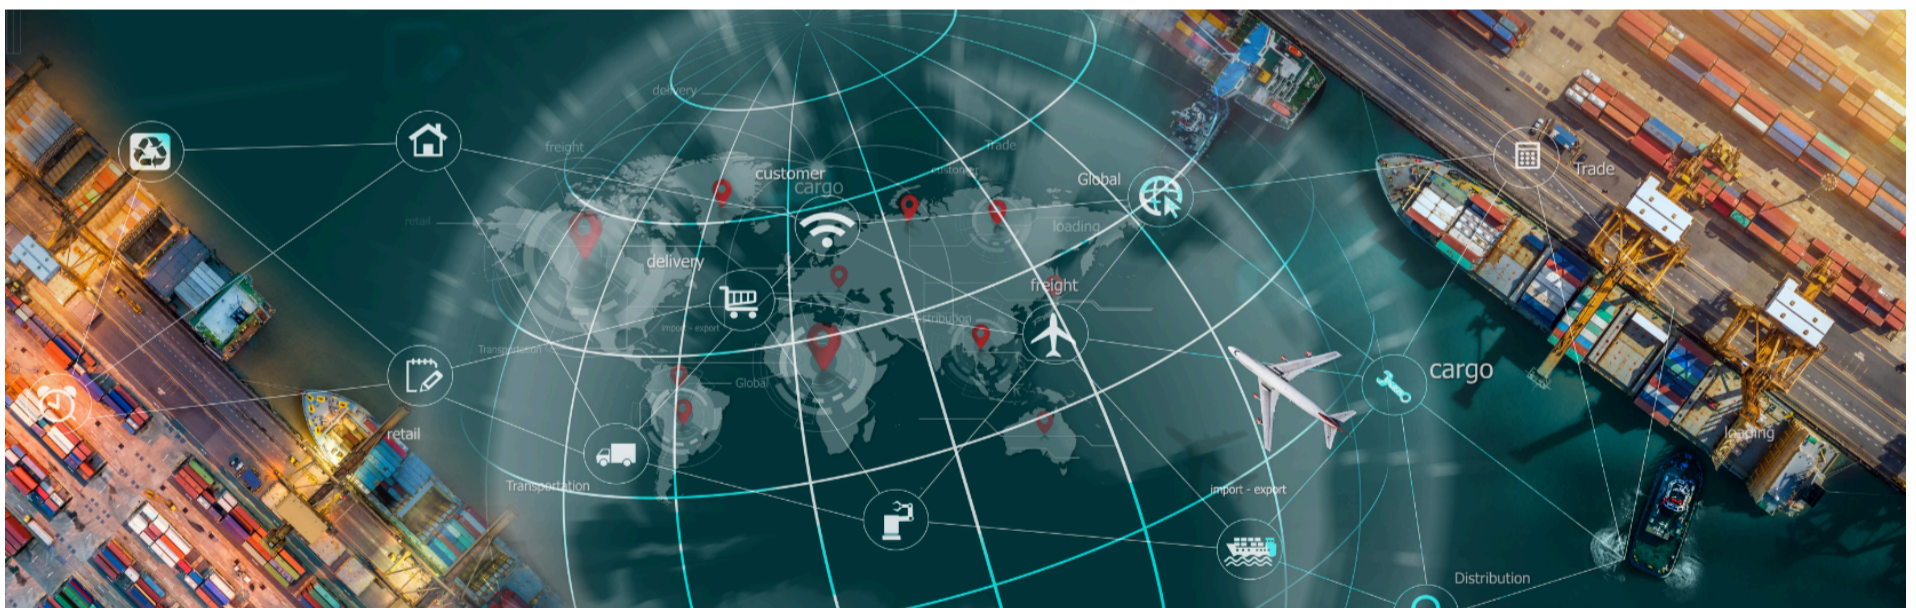 delivery
freight
Trade
customer
customer
cargo
Global
Trade
retail
loading
delivery
freight
import - export
Transportation
Global
cargo
retail
loading
Transportation
import - export
Distribution